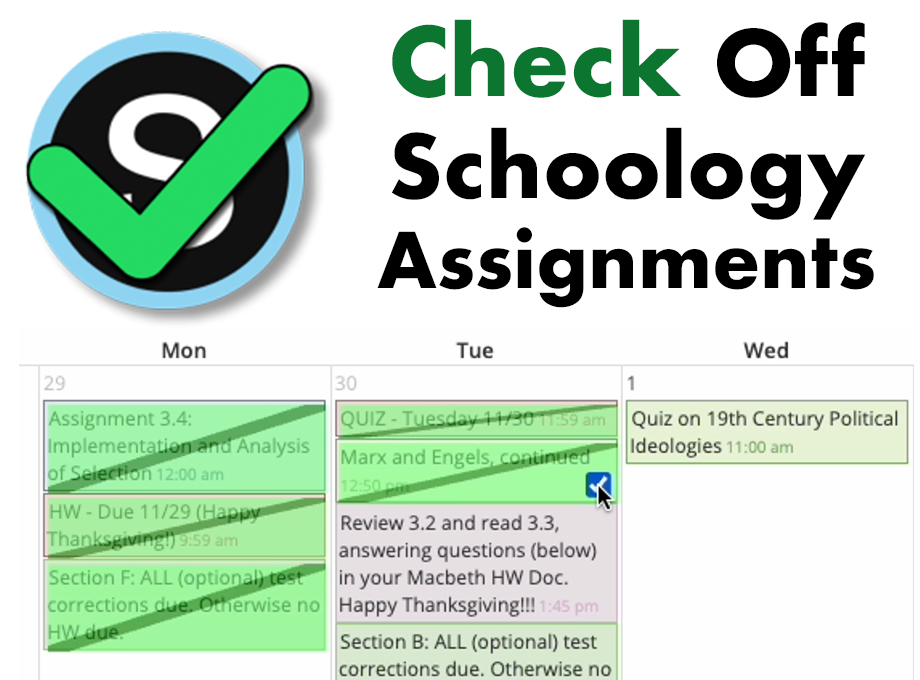 Check Off
Schoology
Assignments
Mon Tue Wed
29 30 1
Assignment 3.4:
Implementation and Analysis
of Selection 12:00 am
HW - Due 11/29 (Happy
Thanksgiving!) 9:59 am
Section F: ALL (optional) test
corrections due. Otherwise no
HW due.
QUIZ - Tuesday 11/30 11:59 am
Marx and Engels, continued
12:50 pm
Review 3.2 and read 3.3,
answering questions (below)
in your Macbeth HW Doc.
Happy Thanksgiving!!! 1:45 pm
Section B: ALL (optional) test
corrections due. Otherwise no
Quiz on 19th Century Political
Ideologies 11:00 am